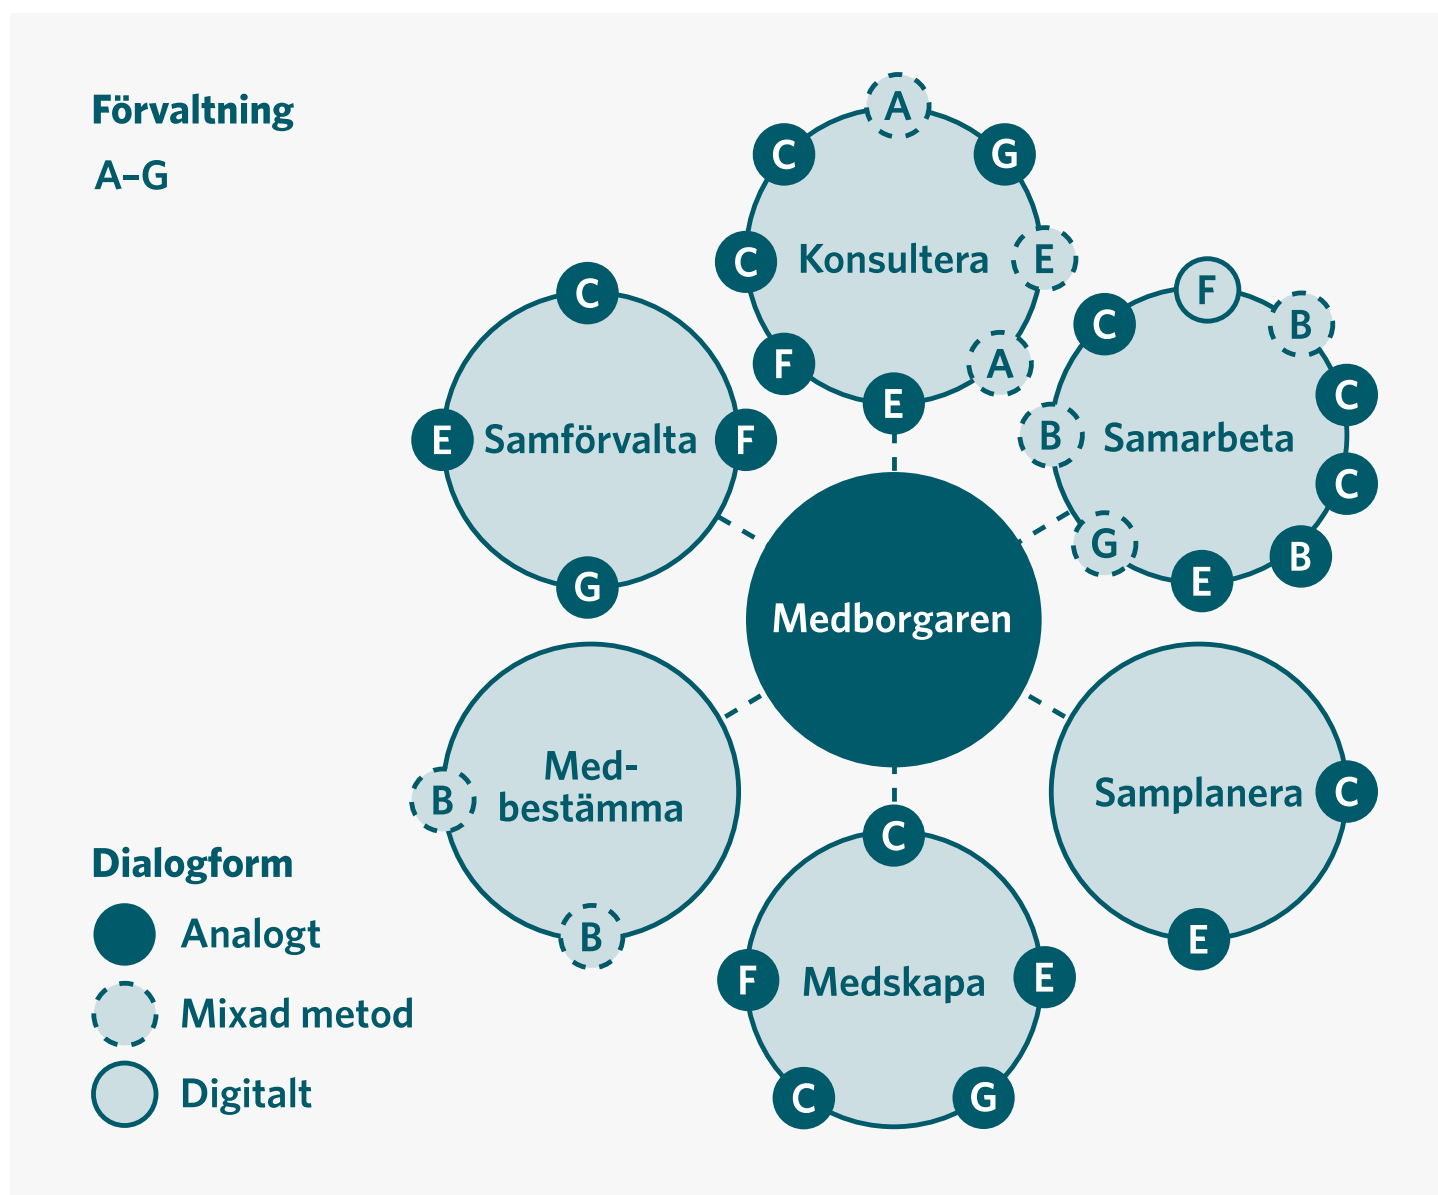 Förvaltning
A–G
A
C
G
C
Konsultera
E
F
A
E
C
E
Samförvalta
F
G
F
C
B
C
B
Samarbeta
C
G
B
E
Medborgaren
Med-
bestämma
B
B
Samplanera
C
E
C
F
Medskapa
E
C
G
Dialogform
Analogt
Mixad metod
Digitalt